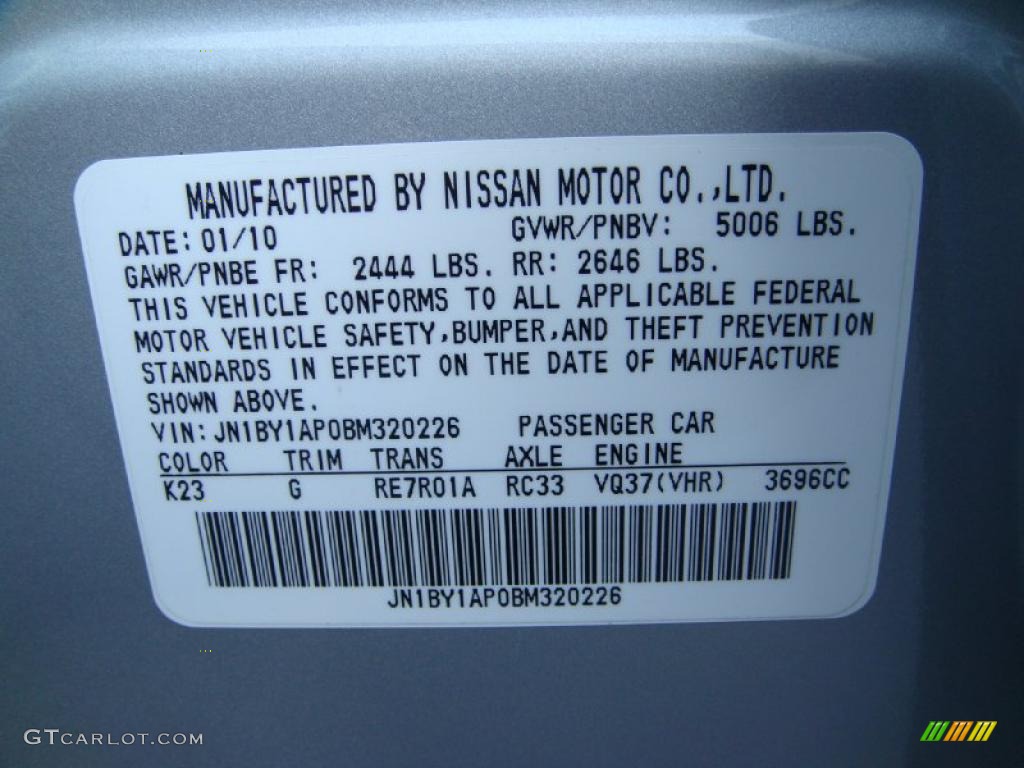 MANUFACTURED BY NISSAN MOTOR CO.,LTD.
DATE: 01/10 GVWR/PNBV: 5006 LBS.
GAWR/PNBE FR: 2444 LBS. RR: 2646 LBS.
THIS VEHICLE CONFORMS TO ALL APPLICABLE FEDERAL
MOTOR VEHICLE SAFETY,BUMPER,AND THEFT PREVENTION
STANDARDS IN EFFECT ON THE DATE OF MANUFACTURE
SHOWN ABOVE.
VIN:JN1BY1AP0BM320226 PASSENGER CAR
COLOR TRIM TRANS AXLE ENGINE
K23 G RE7R01A RC33 VQ37(VHR) 3696CC
JN1BY1AP0BM320226
GTCARLOT.COM